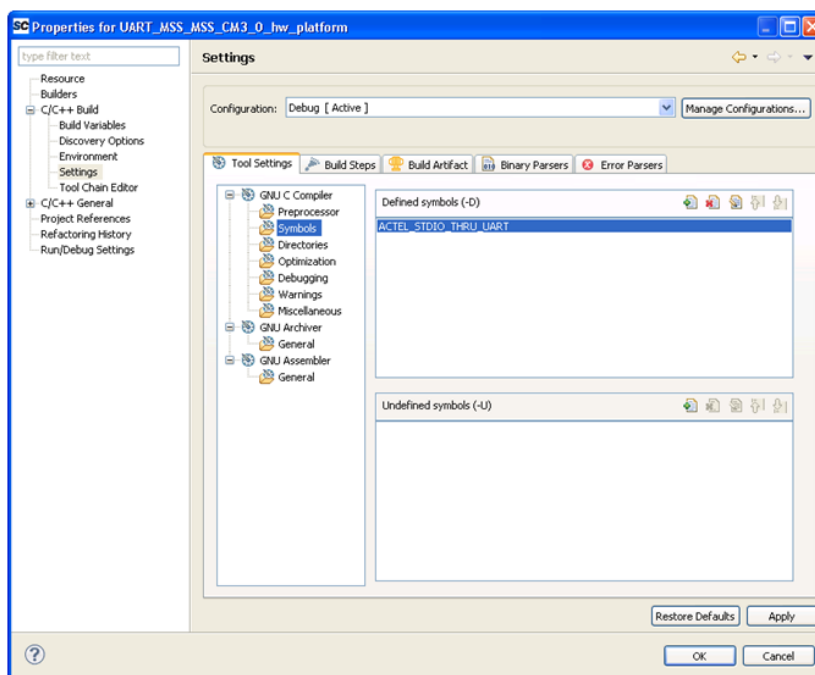 SC Properties for UART_MSS_MSS_CM3_0_hw_platform
type filter text
Resource
Builders
C/C++ Build
Build Variables
Discovery Options
Environment
Settings
Tool Chain Editor
C/C++ General
Project References
Refactoring History
Run/Debug Settings
Settings
Configuration: Debug [ Active ] Manage Configurations...
Tool Settings Build Steps Build Artifact Binary Parsers Error Parsers
GNU C Compiler
Preprocessor
Symbols
Directories
Optimization
Debugging
Warnings
Miscellaneous
GNU Archiver
General
GNU Assembler
General
Defined symbols (-D)
ACTEL_STDIO_THRU_UART
Undefined symbols (-U)
Restore Defaults Apply
? OK Cancel